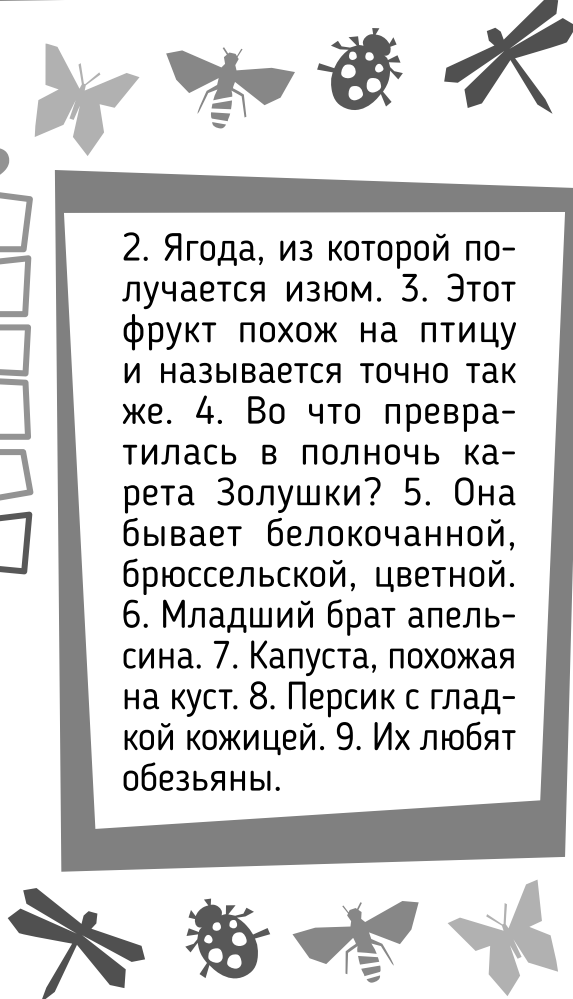 2. Ягода, из которой по-
лучается изюм. 3. Этот
фрукт похож на птицу
и называется точно так
же. 4. Во что превра-
тилась в полночь ка-
рета Золушки? 5. Она
бывает белокочанной,
брюссельской, цветной.
6. Младший брат апель-
сина. 7. Капуста, похожая
на куст. 8. Персик с глад-
кой кожицей. 9. Их любят
обезьяны.